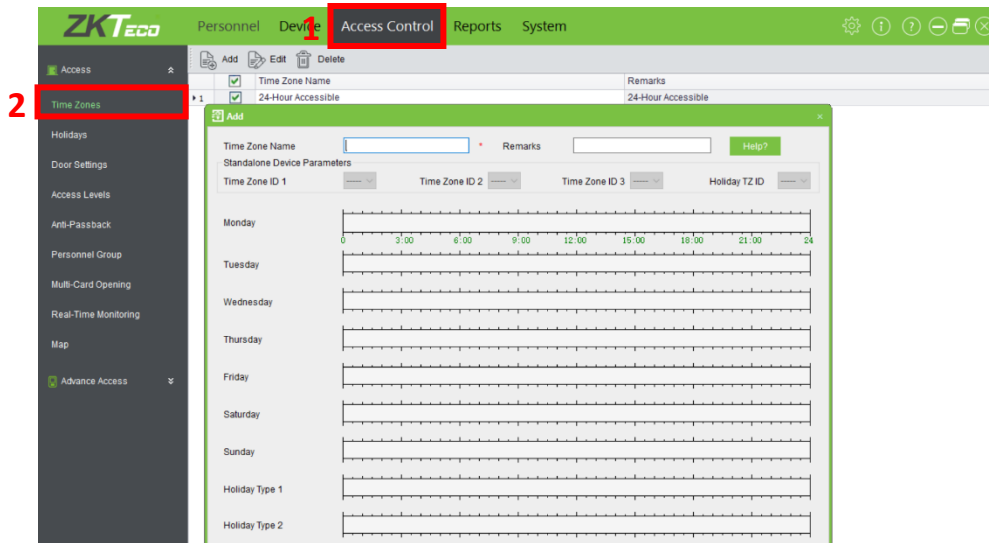 ZKTeco Personnel Device Access Control Reports System
1
Add Edit Delete
Access
Time Zone Name Remarks
1 24-Hour Accessible 24-Hour Accessible
2
Time Zones
Holidays
Door Settings
Access Levels
Anti-Passback
Personnel Group
Multi-Card Opening
Real-Time Monitoring
Map
Advance Access
Add
Time Zone Name * Remarks Help?
Standalone Device Parameters
Time Zone ID 1 Time Zone ID 2 Time Zone ID 3 Holiday TZ ID
Monday
0 3:00 6:00 9:00 12:00 15:00 18:00 21:00 24
Tuesday
Wednesday
Thursday
Friday
Saturday
Sunday
Holiday Type 1
Holiday Type 2